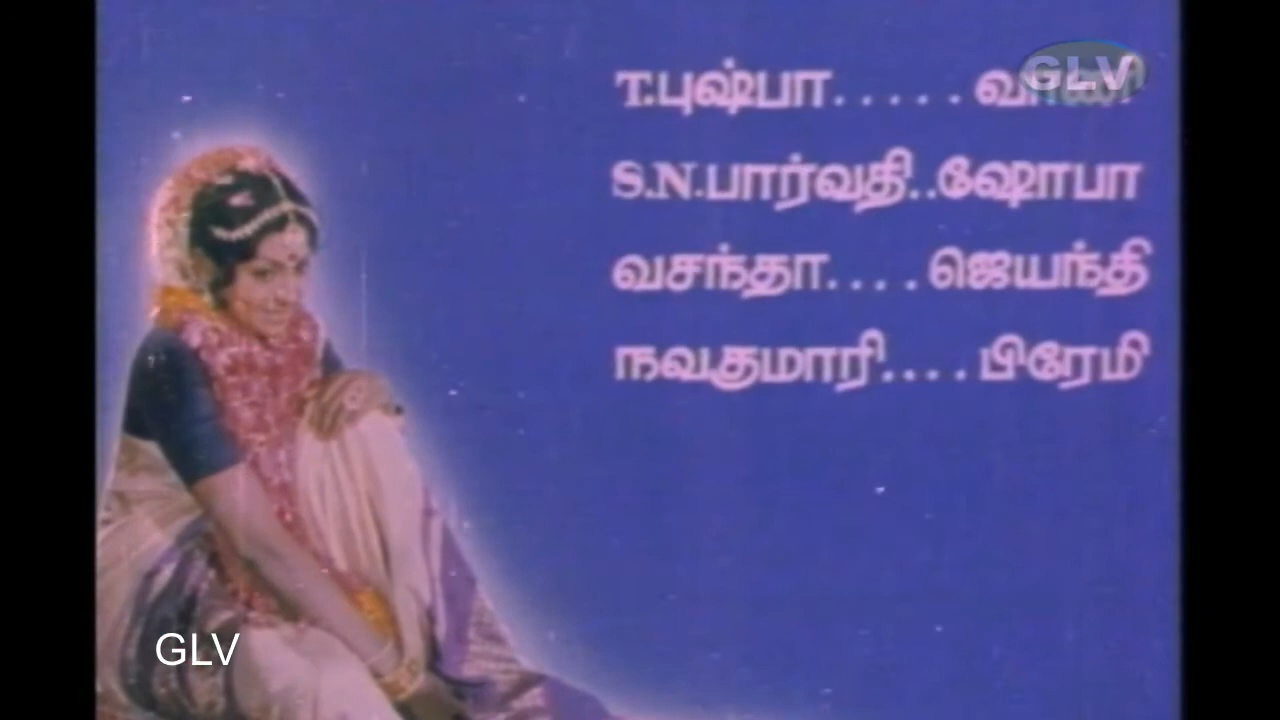 T.புஷ்பா.....வாணி
GLV
S.N.பார்வதி..ஷோபா
வசந்தா....ஜெயந்தி
நவகுமாரி....பிரேமி
GLV